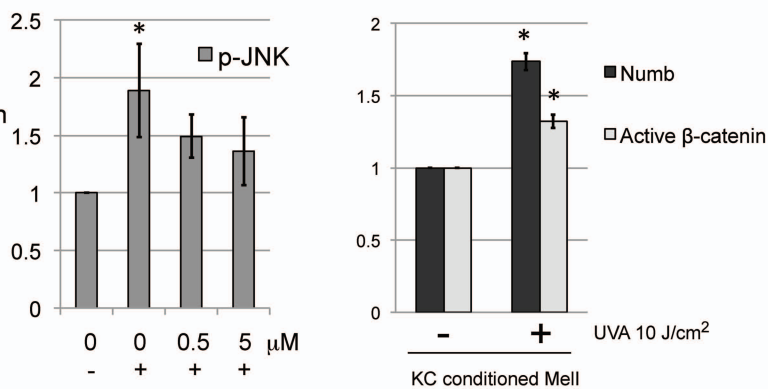 2.5
2
1.5
1
0.5
0
*
p-JNK
0 0 0.5 5 μM
- + + +
2
1.5
1
0.5
0
*
*
Numb
Active β-catenin
- + UVA 10 J/cm²
KC conditioned Mell